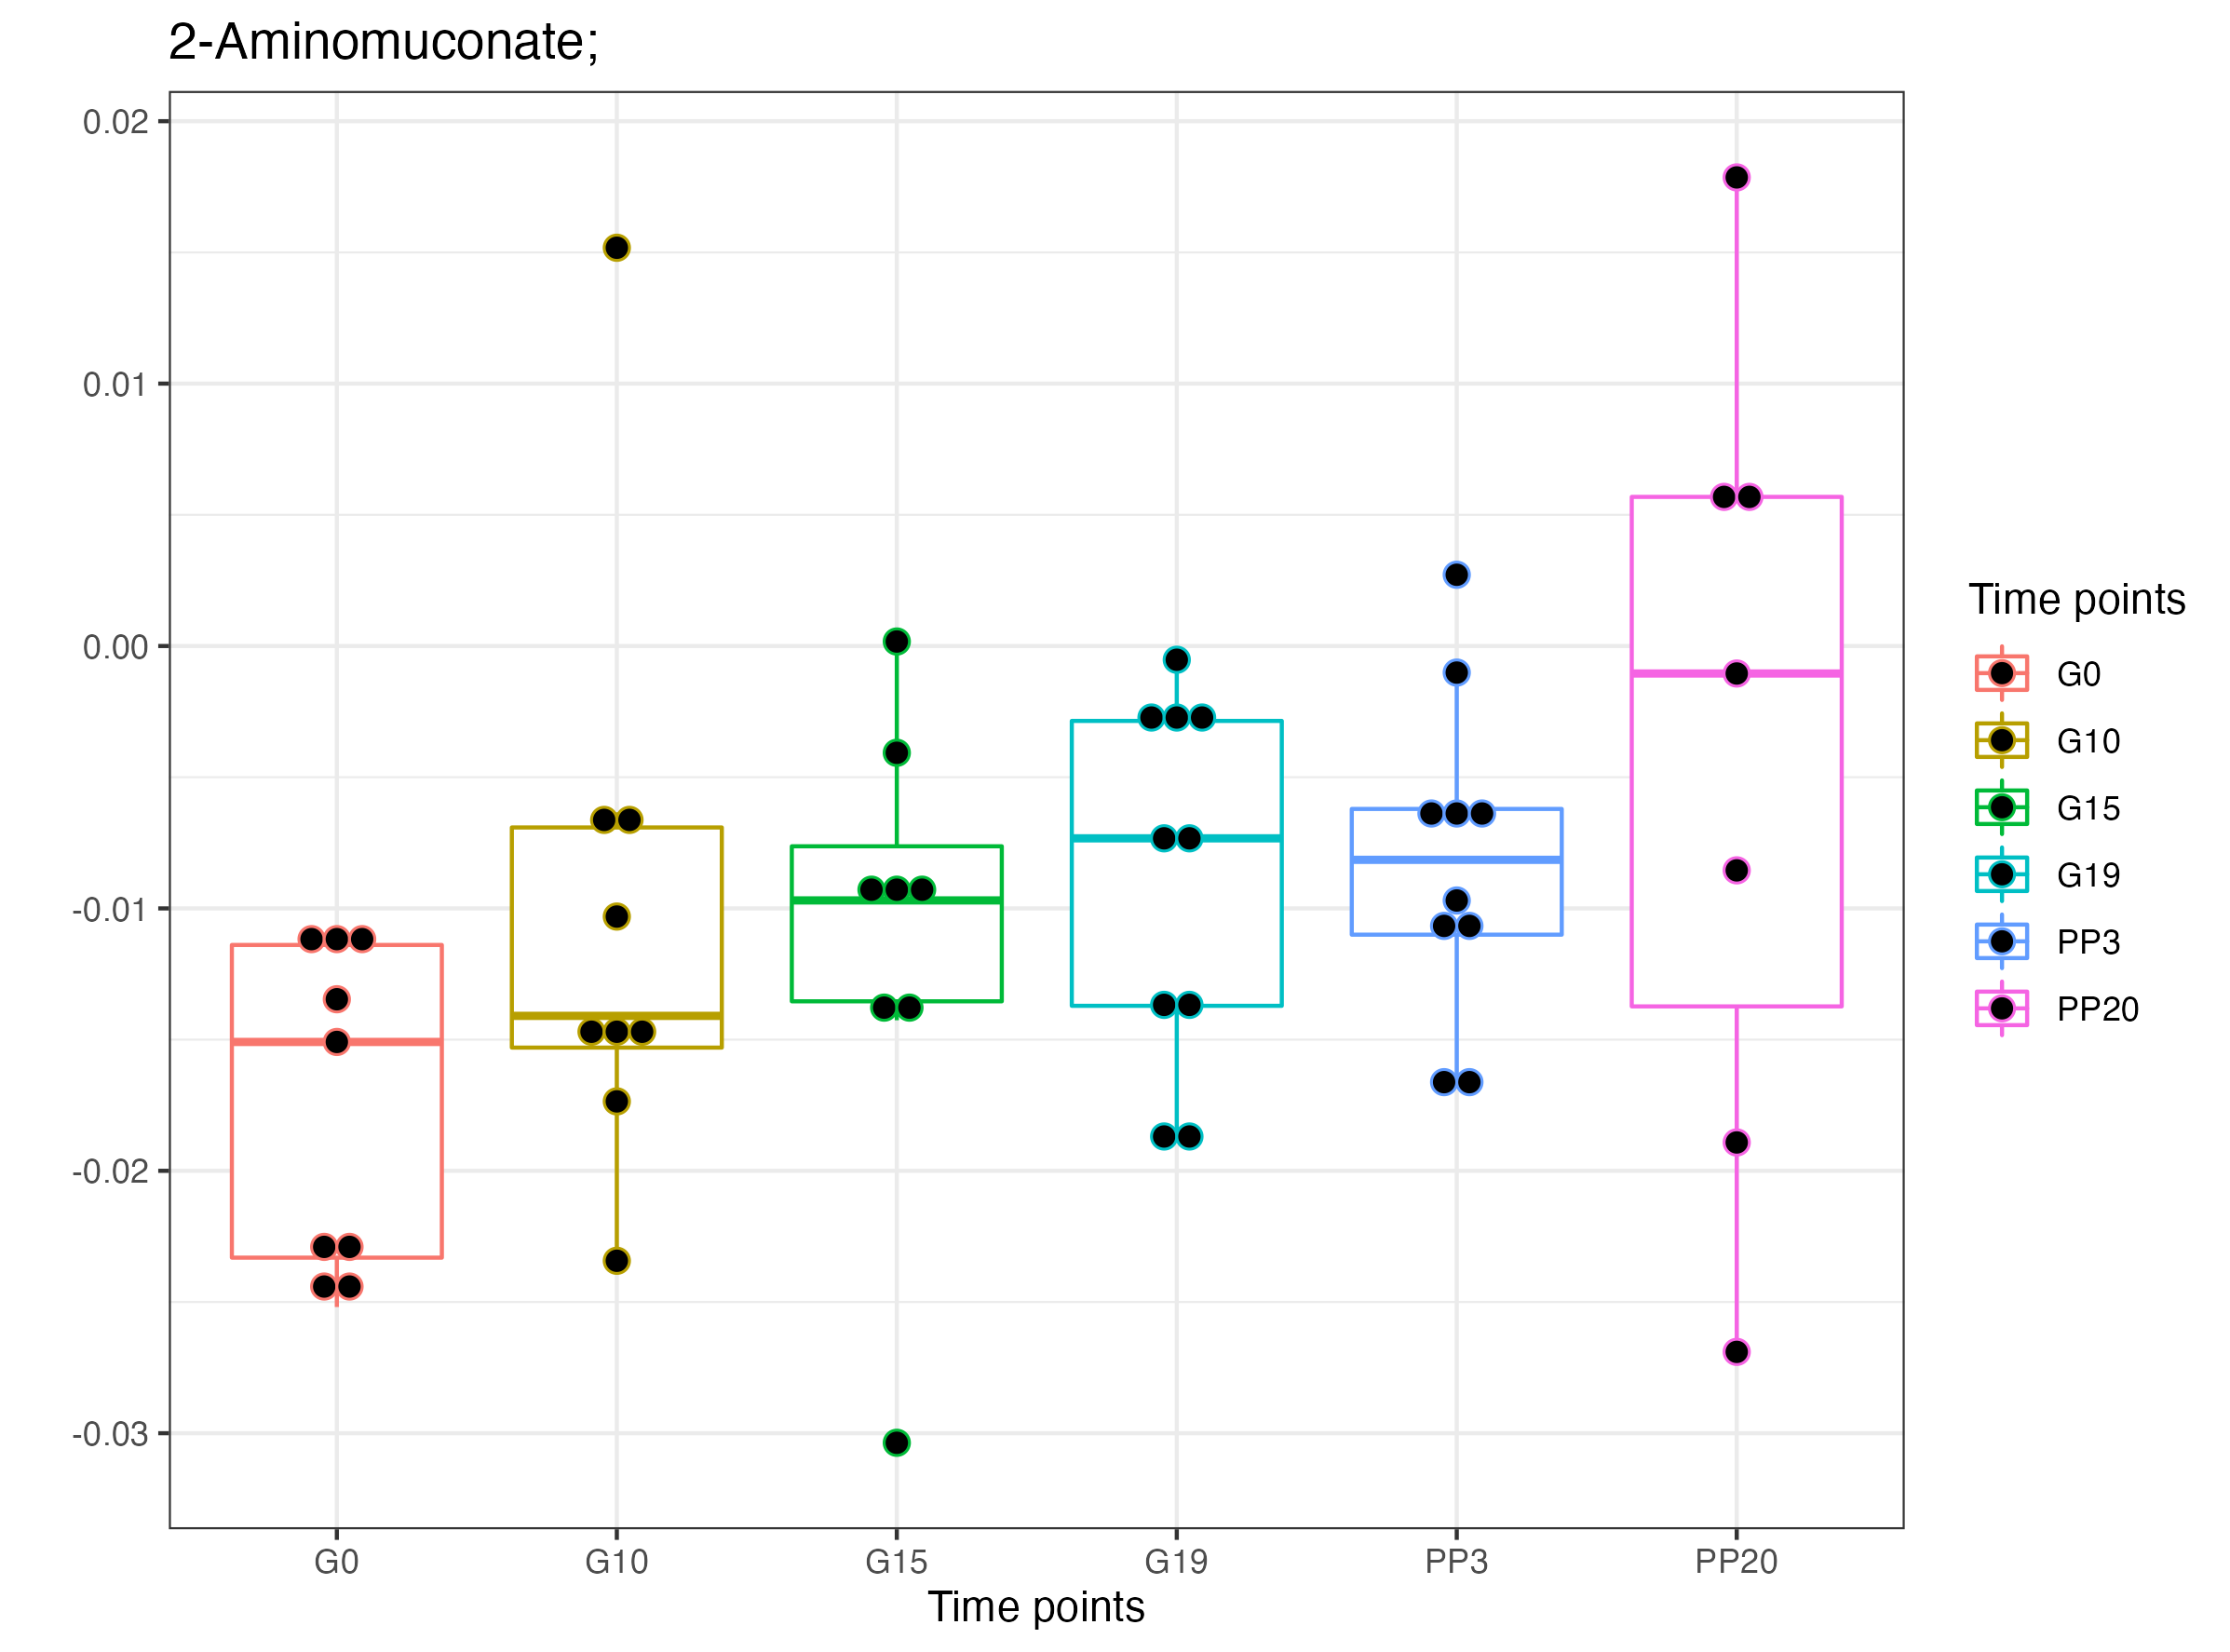 2-Aminomuconate;
0.02
0.01
0.00
-0.01
-0.02
-0.03
G0 G10 G15 G19 PP3 PP20
Time points
Time points
G0
G10
G15
G19
PP3
PP20